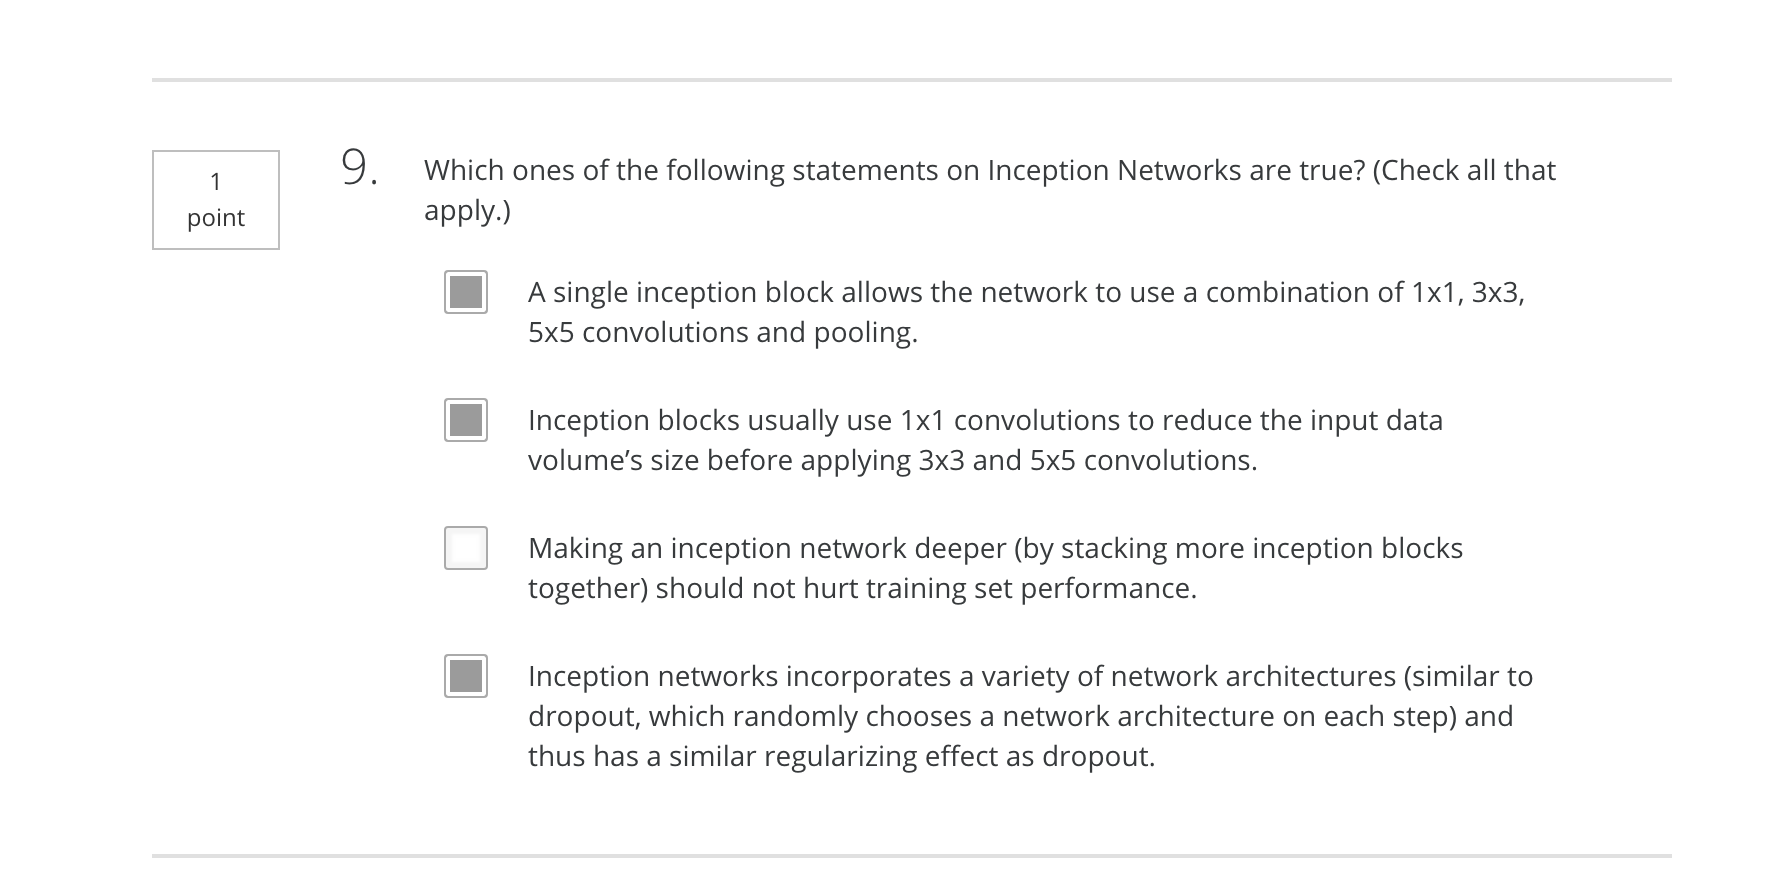 1
point
9.
Which ones of the following statements on Inception Networks are true? (Check all that
apply.)
A single inception block allows the network to use a combination of 1x1, 3x3,
5x5 convolutions and pooling.
Inception blocks usually use 1x1 convolutions to reduce the input data
volume’s size before applying 3x3 and 5x5 convolutions.
Making an inception network deeper (by stacking more inception blocks
together) should not hurt training set performance.
Inception networks incorporates a variety of network architectures (similar to
dropout, which randomly chooses a network architecture on each step) and
thus has a similar regularizing effect as dropout.